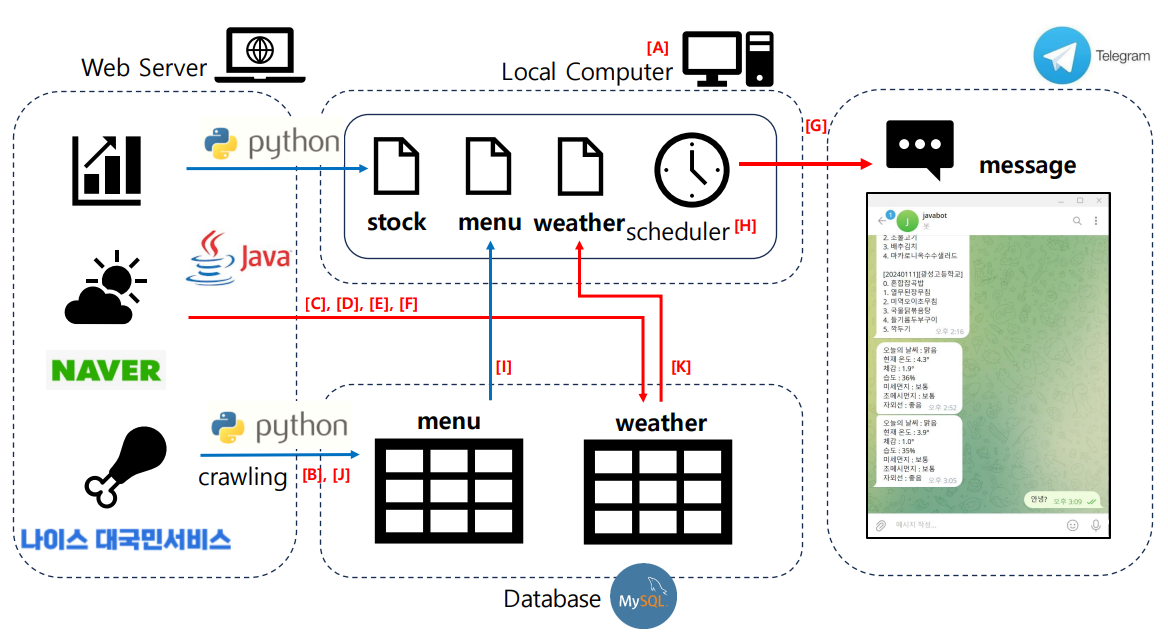 Web Server
[A]
Local Computer
Telegram
python
[G]
stock
menu
weather
scheduler
[H]
message
Java
[C], [D], [E], [F]
NAVER
[I]
[K]
python
crawling
[B], [J]
나이스 대국민서비스
menu
weather
Database
MySQL
1
J
javabot
봇
2. 소불고기
3. 배추김치
4. 마카로니옥수수샐러드
[20240111][광성고등학교]
0. 혼합잡곡밥
1. 열무된장무침
2. 미역오이초무침
3. 국물닭볶음탕
4. 들기름두부구이
5. 깍두기
오후 2:16
오늘의 날씨 : 맑음
현재 온도 : 4.3°
체감 : 1.9°
습도 : 36%
미세먼지 : 보통
초미세먼지 : 보통
자외선 : 좋음
오후 2:52
오늘의 날씨 : 맑음
현재 온도 : 3.9°
체감 : 1.0°
습도 : 35%
미세먼지 : 보통
초미세먼지 : 보통
자외선 : 좋음
오후 3:05
안녕?
오후 3:09
메시지 작성...